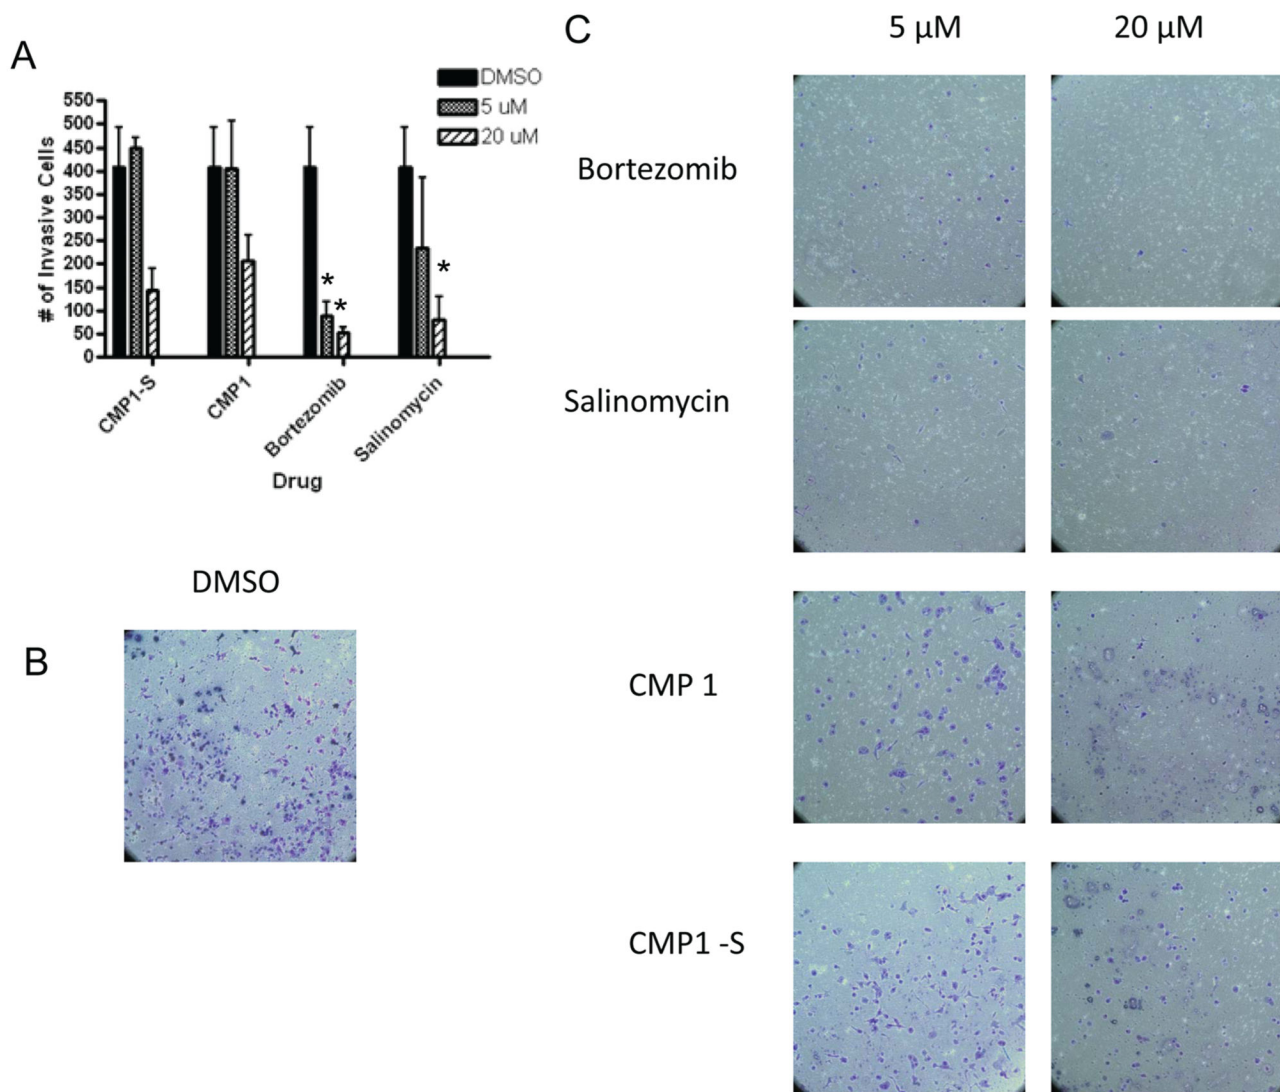 A
DMSO
5 uM
20 uM
550
500
450
400
350
300
250
200
150
100
50
0
# of Invasive Cells
*
*
*
CMP1-S
CMP1
Bortezomib
Salinomycin
Drug
B
DMSO
C
5 µM
20 µM
Bortezomib
Salinomycin
CMP 1
CMP1 -S